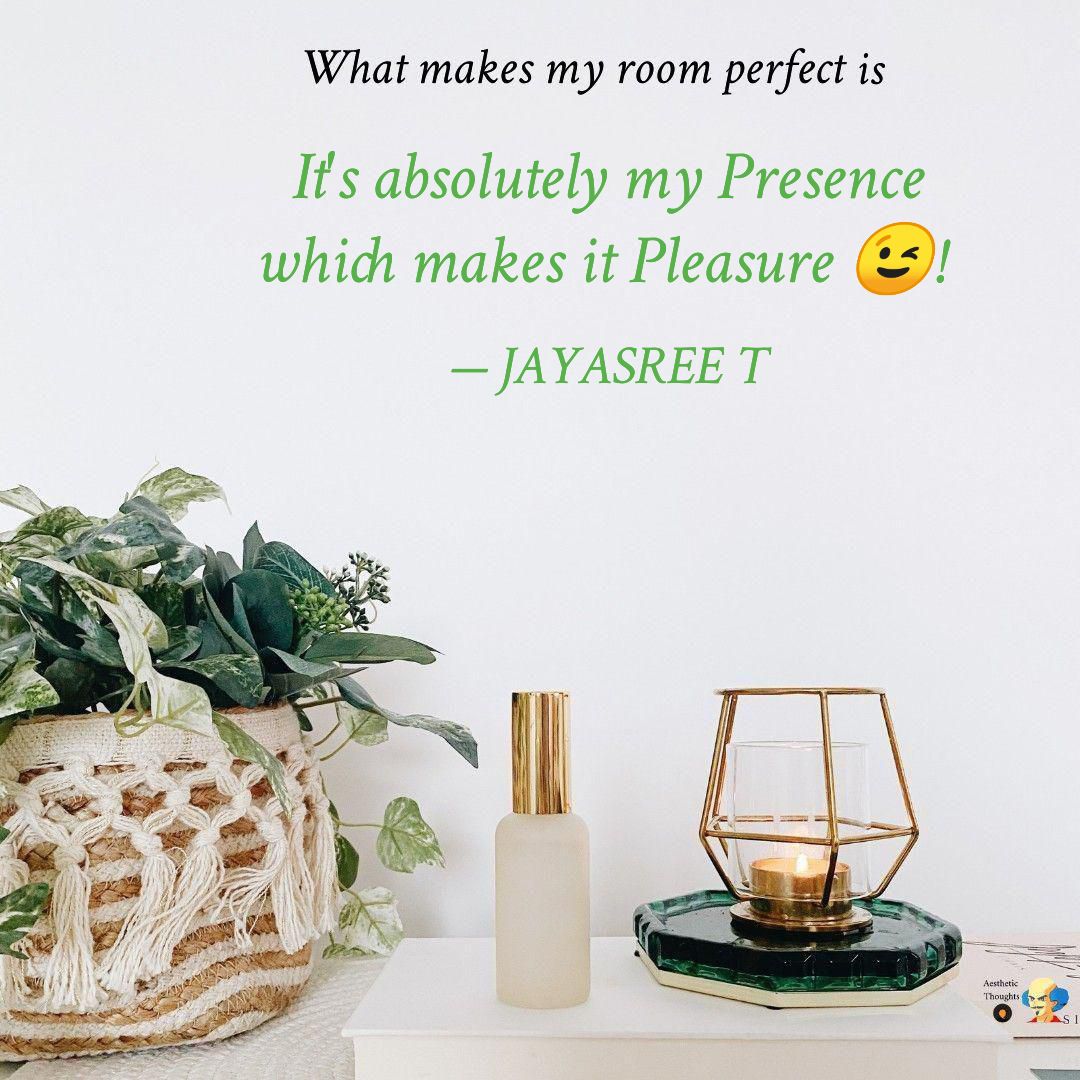 What makes my room perfect is
It's absolutely my Presence
which makes it Pleasure 😉!
– JAYASREE T
Aesthetic
Thoughts
S I